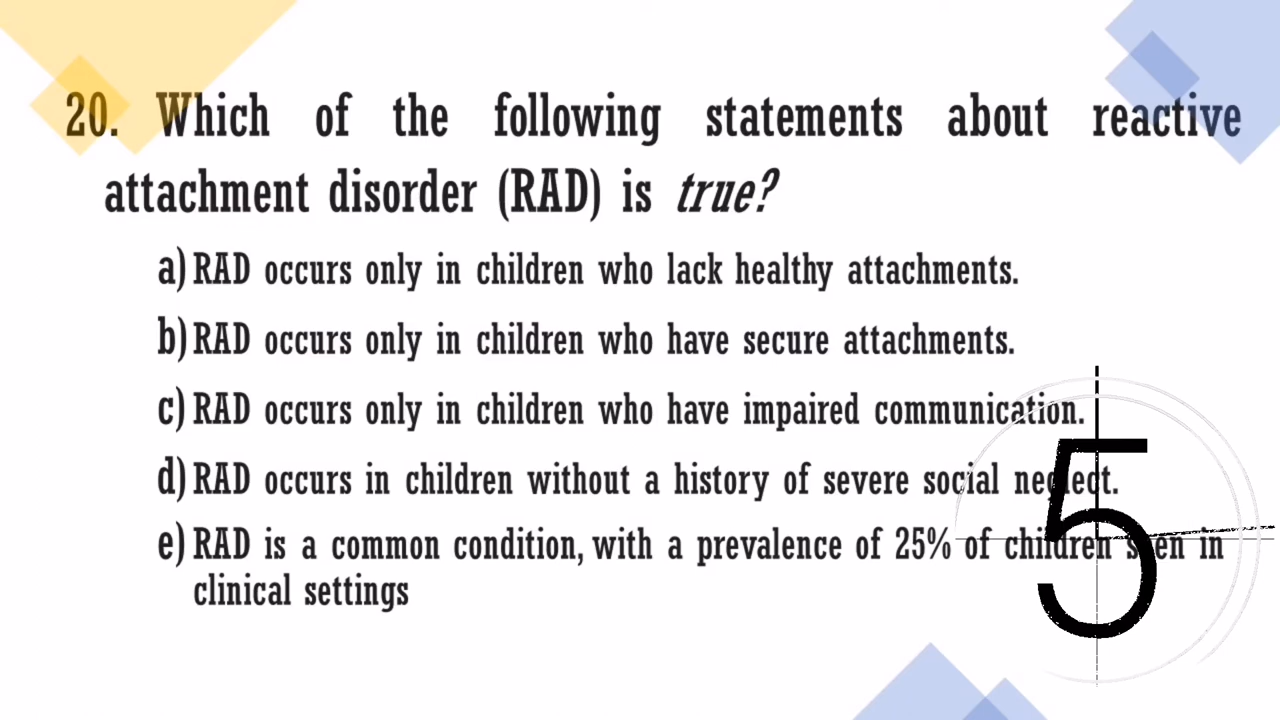 20. Which of the following statements about reactive
attachment disorder (RAD) is true?
a) RAD occurs only in children who lack healthy attachments.
b) RAD occurs only in children who have secure attachments.
c) RAD occurs only in children who have impaired communication.
d) RAD occurs in children without a history of severe social neglect.
e) RAD is a common condition, with a prevalence of 25% of children seen in
clinical settings
5